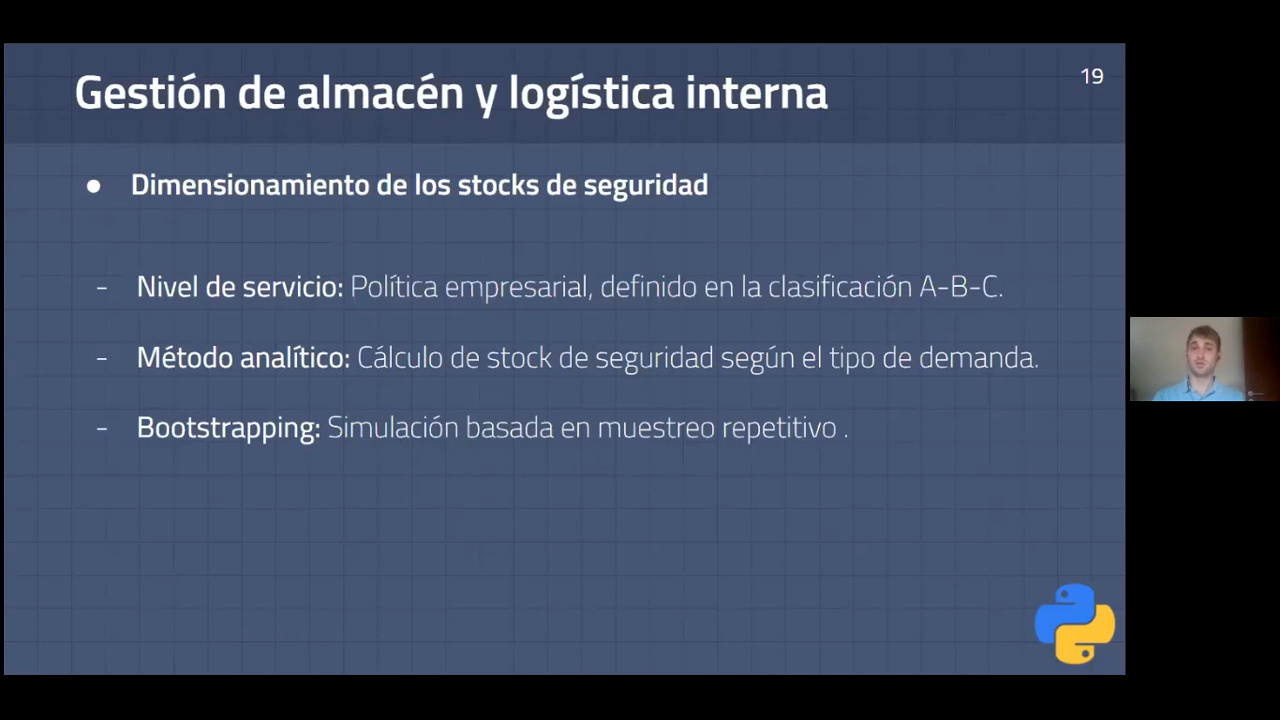 Gestión de almacén y logística interna
19
● Dimensionamiento de los stocks de seguridad
- Nivel de servicio: Política empresarial, definido en la clasificación A-B-C.
- Método analítico: Cálculo de stock de seguridad según el tipo de demanda.
- Bootstrapping: Simulación basada en muestreo repetitivo .